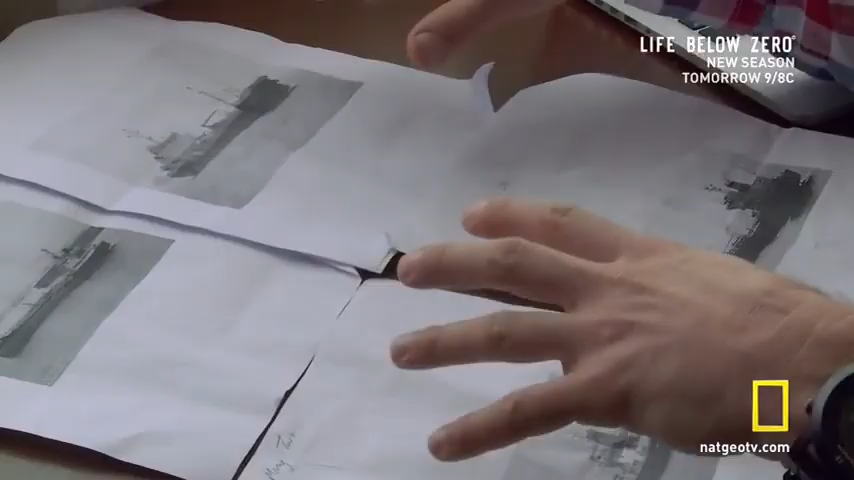 LIFE BELOW ZERO°
NEW SEASON
TOMORROW 9/8C
natgeotv.com